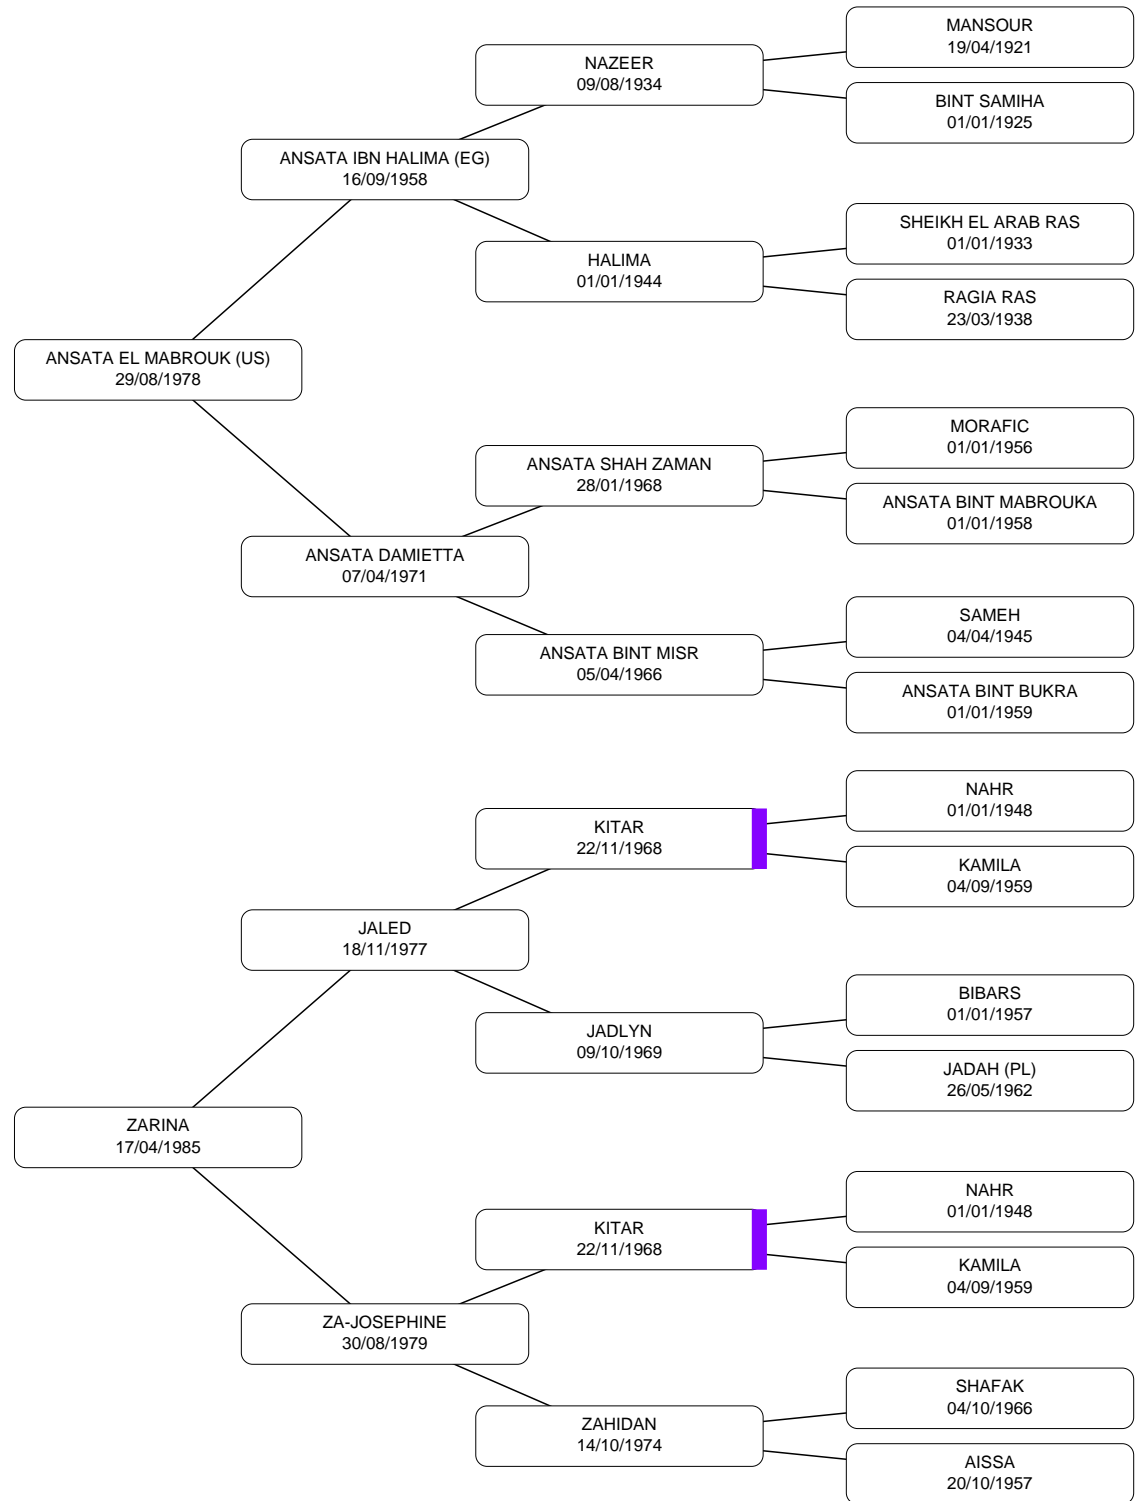 MANSOUR
19/04/1921
NAZEER
09/08/1934
BINT SAMIHA
01/01/1925
ANSATA IBN HALIMA (EG)
16/09/1958
SHEIKH EL ARAB RAS
01/01/1933
HALIMA
01/01/1944
RAGIA RAS
23/03/1938
ANSATA EL MABROUK (US)
29/08/1978
MORAFIC
01/01/1956
ANSATA SHAH ZAMAN
28/01/1968
ANSATA BINT MABROUKA
01/01/1958
ANSATA DAMIETTA
07/04/1971
SAMEH
04/04/1945
ANSATA BINT MISR
05/04/1966
ANSATA BINT BUKRA
01/01/1959
NAHR
01/01/1948
KITAR
22/11/1968
KAMILA
04/09/1959
JALED
18/11/1977
BIBARS
01/01/1957
JADLYN
09/10/1969
JADAH (PL)
26/05/1962
ZARINA
17/04/1985
NAHR
01/01/1948
KITAR
22/11/1968
KAMILA
04/09/1959
ZA-JOSEPHINE
30/08/1979
SHAFAK
04/10/1966
ZAHIDAN
14/10/1974
AISSA
20/10/1957